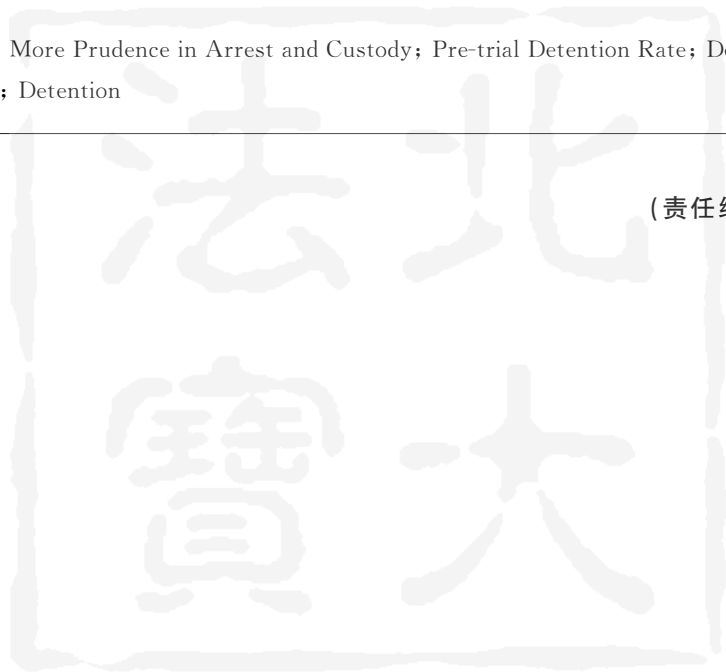 More Prudence in Arrest and Custody; Pre-trial Detention Rate;
; Detention
(责任
北大
法寶